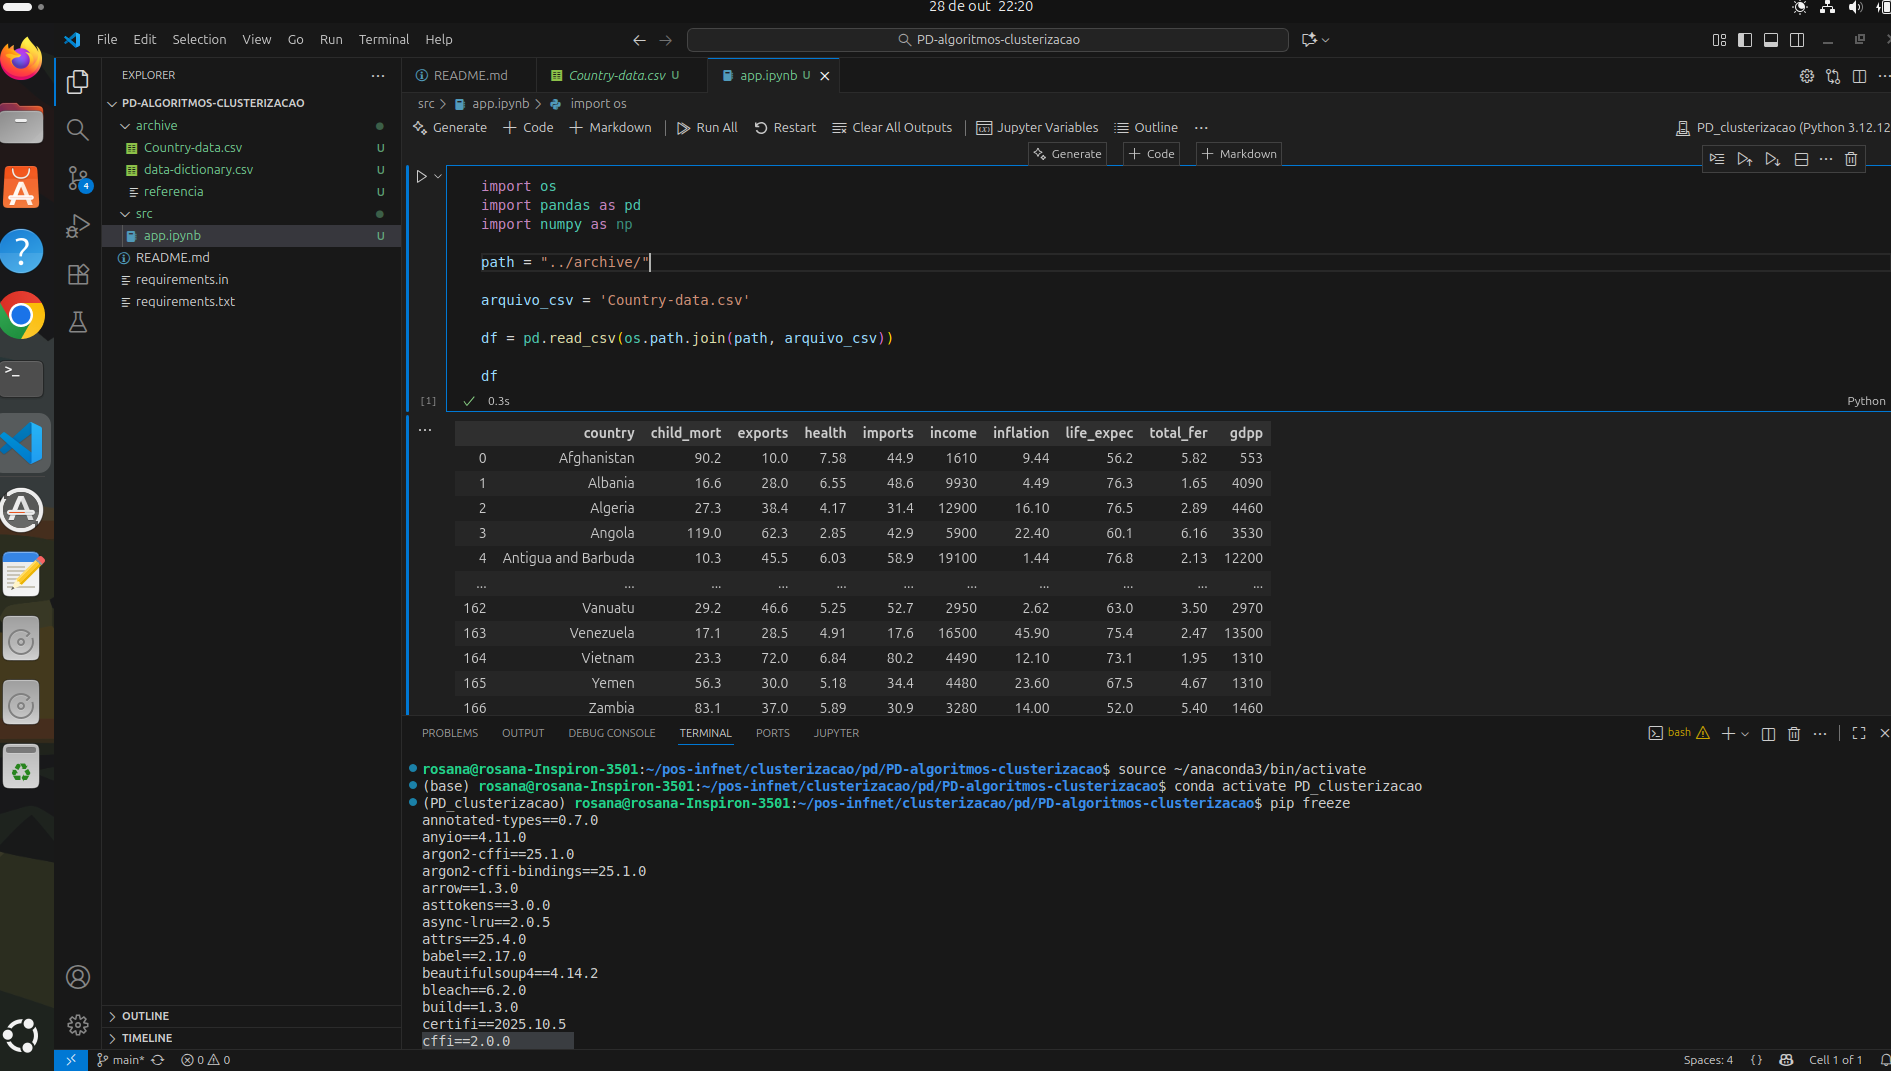 28 de out 22:20
File Edit Selection View Go Run Terminal Help
PD-algoritmos-clusterizacao
EXPLORER
PD-ALGORITMOS-CLUSTERIZACAO
archive
Country-data.csv U
data-dictionary.csv U
referencia U
src
app.ipynb U
README.md
requirements.in
requirements.txt
4
OUTLINE
TIMELINE
README.md Country-data.csv U app.ipynb U
src > app.ipynb > import os
Generate Code Markdown Run All Restart Clear All Outputs Jupyter Variables Outline ... PD_clusterizacao (Python 3.12.12
Generate Code Markdown
import os
import pandas as pd
import numpy as np
path = "../archive/"
arquivo_csv = 'Country-data.csv'
df = pd.read_csv(os.path.join(path, arquivo_csv))
df
[1] 0.3s Python
country child_mort exports health imports income inflation life_expec total_fer gdpp
0 Afghanistan 90.2 10.0 7.58 44.9 1610 9.44 56.2 5.82 553
1 Albania 16.6 28.0 6.55 48.6 9930 4.49 76.3 1.65 4090
2 Algeria 27.3 38.4 4.17 31.4 12900 16.10 76.5 2.89 4460
3 Angola 119.0 62.3 2.85 42.9 5900 22.40 60.1 6.16 3530
4 Antigua and Barbuda 10.3 45.5 6.03 58.9 19100 1.44 76.8 2.13 12200
... ... ... ... ... ... ... ... ... ... ...
162 Vanuatu 29.2 46.6 5.25 52.7 2950 2.62 63.0 3.50 2970
163 Venezuela 17.1 28.5 4.91 17.6 16500 45.90 75.4 2.47 13500
164 Vietnam 23.3 72.0 6.84 80.2 4490 12.10 73.1 1.95 1310
165 Yemen 56.3 30.0 5.18 34.4 4480 23.60 67.5 4.67 1310
166 Zambia 83.1 37.0 5.89 30.9 3280 14.00 52.0 5.40 1460
PROBLEMS OUTPUT DEBUG CONSOLE TERMINAL PORTS JUPYTER bash
rosana@rosana-Inspiron-3501:~/pos-infnet/clusterizacao/pd/PD-algoritmos-clusterizacao$ source ~/anaconda3/bin/activate
(base) rosana@rosana-Inspiron-3501:~/pos-infnet/clusterizacao/pd/PD-algoritmos-clusterizacao$ conda activate PD_clusterizacao
(PD_clusterizacao) rosana@rosana-Inspiron-3501:~/pos-infnet/clusterizacao/pd/PD-algoritmos-clusterizacao$ pip freeze
annotated-types==0.7.0
anyio==4.11.0
argon2-cffi==25.1.0
argon2-cffi-bindings==25.1.0
arrow==1.3.0
asttokens==3.0.0
async-lru==2.0.5
attrs==25.4.0
babel==2.17.0
beautifulsoup4==4.14.2
bleach==6.2.0
build==1.3.0
certifi==2025.10.5
cffi==2.0.0
main* 0 0 Spaces: 4 {} Cell 1 of 1